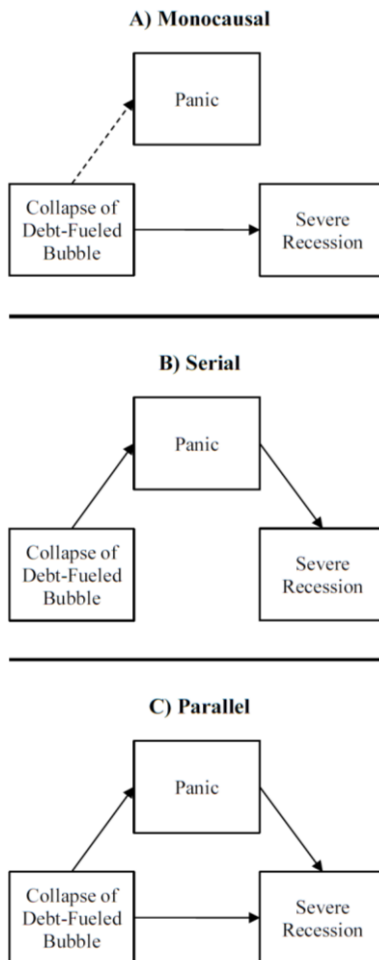 A) Monocausal
Panic
Collapse of
Debt-Fueled
Bubble
Severe
Recession
B) Serial
Panic
Collapse of
Debt-Fueled
Bubble
Severe
Recession
C) Parallel
Panic
Collapse of
Debt-Fueled
Bubble
Severe
Recession